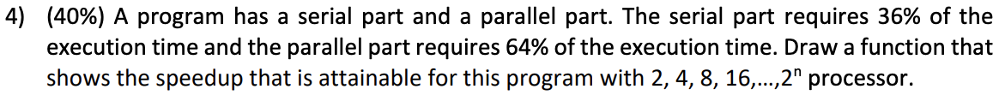 4) (40%) A program has a serial part and a parallel part. The serial part requires 36% of the
execution time and the parallel part requires 64% of the execution time. Draw a function that
shows the speedup that is attainable for this program with 2, 4, 8, 16,...,2ⁿ processor.